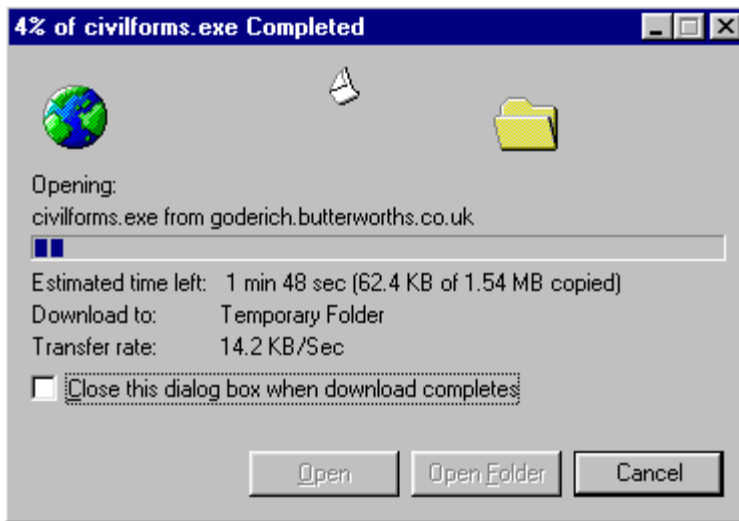 4% of civilforms.exe Completed
Opening:
civilforms.exe from goderich.butterworths.co.uk
Estimated time left: 1 min 48 sec (62.4 KB of 1.54 MB copied)
Download to: Temporary Folder
Transfer rate: 14.2 KB/Sec
Close this dialog box when download completes
Open Open Folder Cancel